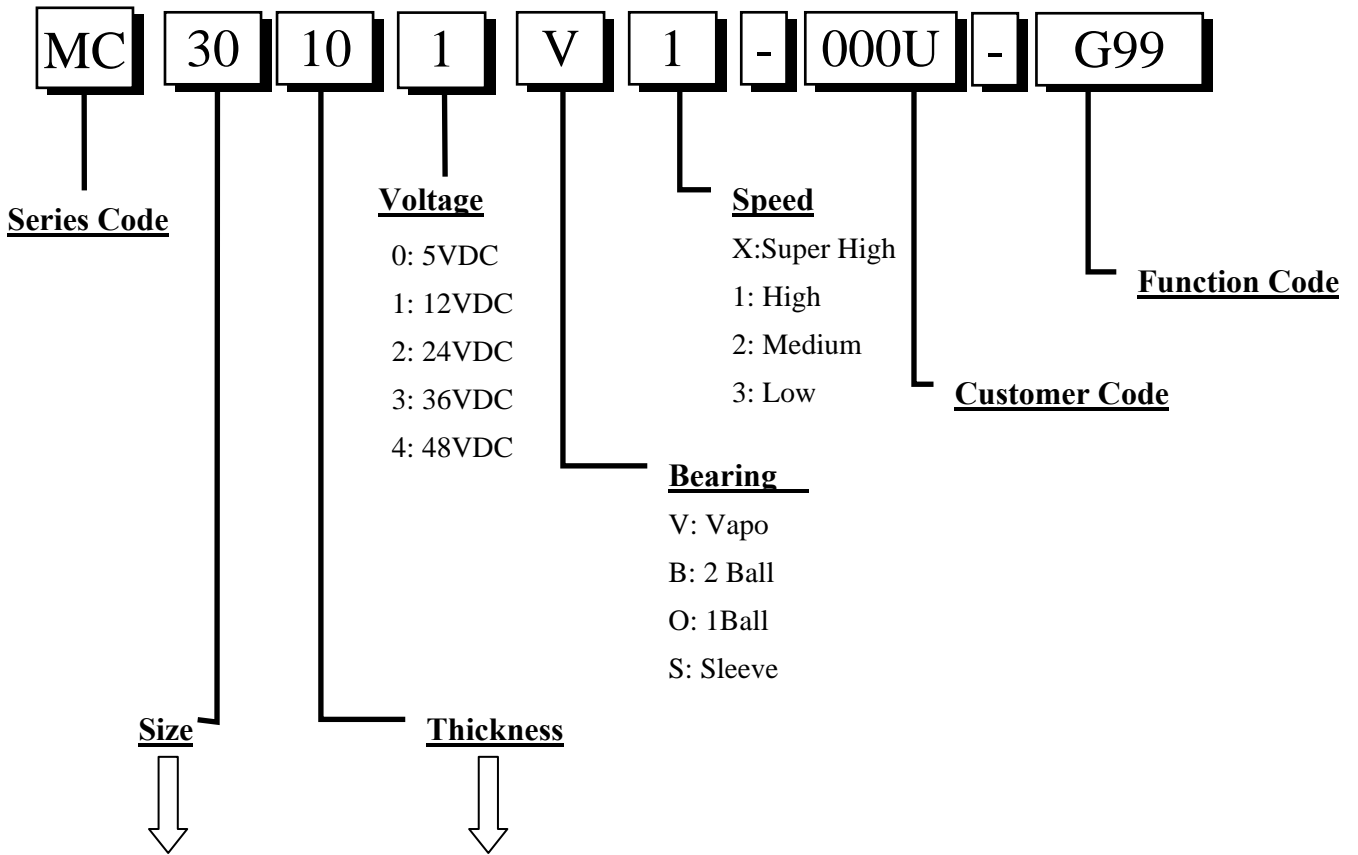 MC 30 10 1 V 1 - 000U - G99
Series Code
Voltage
0: 5VDC
1: 12VDC
2: 24VDC
3: 36VDC
4: 48VDC
Speed
X:Super High
1: High
2: Medium
3: Low
Function Code
Customer Code
Bearing
V: Vapo
B: 2 Ball
O: 1Ball
S: Sleeve
Size
Thickness